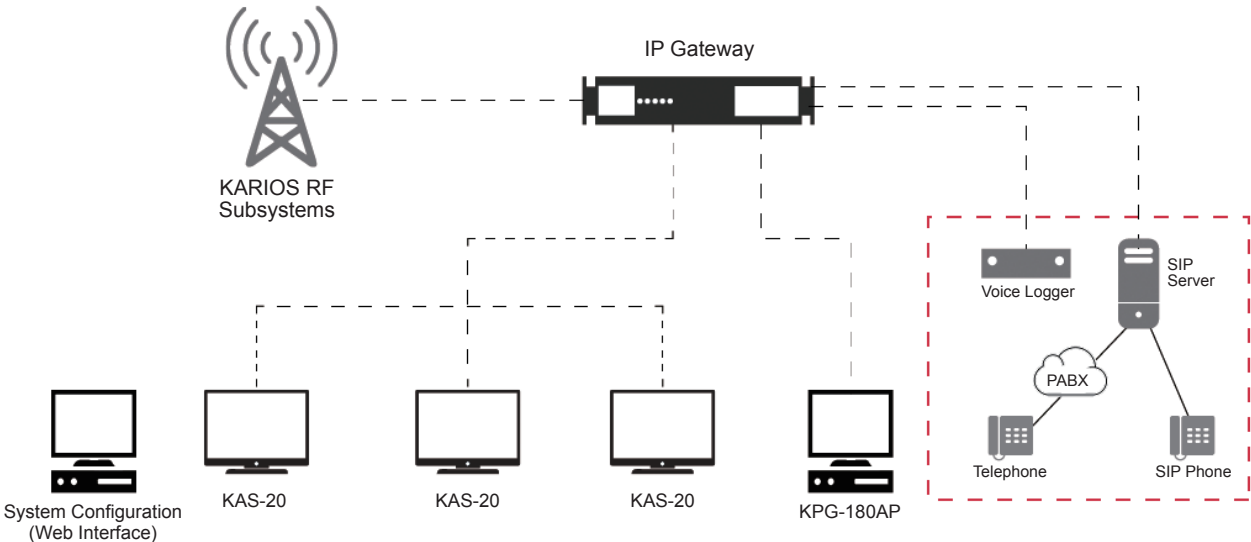 IP Gateway
KARIOS RF
Subsystems
Voice Logger
SIP
Server
PABX
Telephone
SIP Phone
System Configuration
(Web Interface)
KAS-20
KAS-20
KAS-20
KPG-180AP